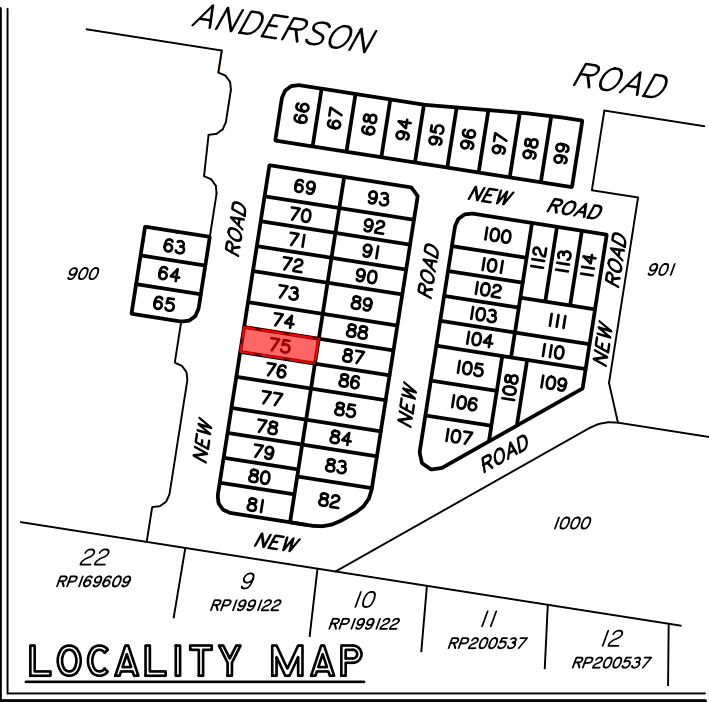 ANDERSON
ROAD
66 67 68 94 95 96 97 98 99
NEW ROAD
69 93
70 92
71 91
72 90
73 89
74 88
75 87
76 86
77 85
78 84
79 83
80 82
81
ROAD
NEW
63
64
65
900
ROAD
NEW
100
101
102
103
104
105
106
107
108
109
110
111
112 113 114
ROAD
NEW
901
ROAD
NEW
1000
22
RP169609
9
RP199122
10
RP199122
11
RP200537
12
RP200537
LOCALITY MAP